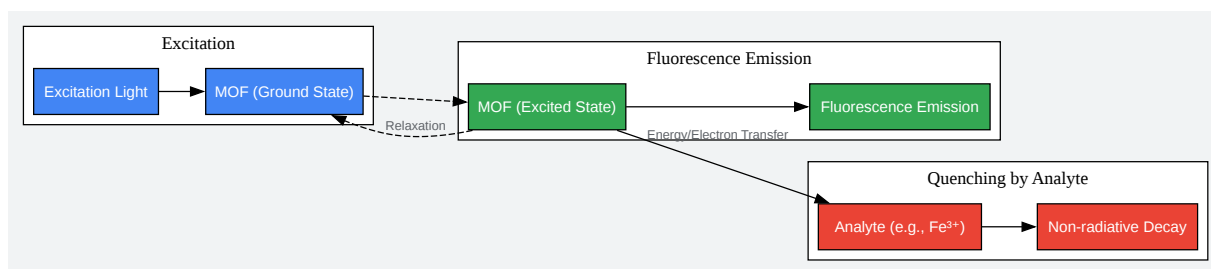 Excitation
Excitation Light
MOF (Ground State)
Relaxation
Fluorescence Emission
MOF (Excited State)
Fluorescence Emission
Energy/Electron Transfer
Quenching by Analyte
Analyte (e.g., Fe³⁺)
Non-radiative Decay